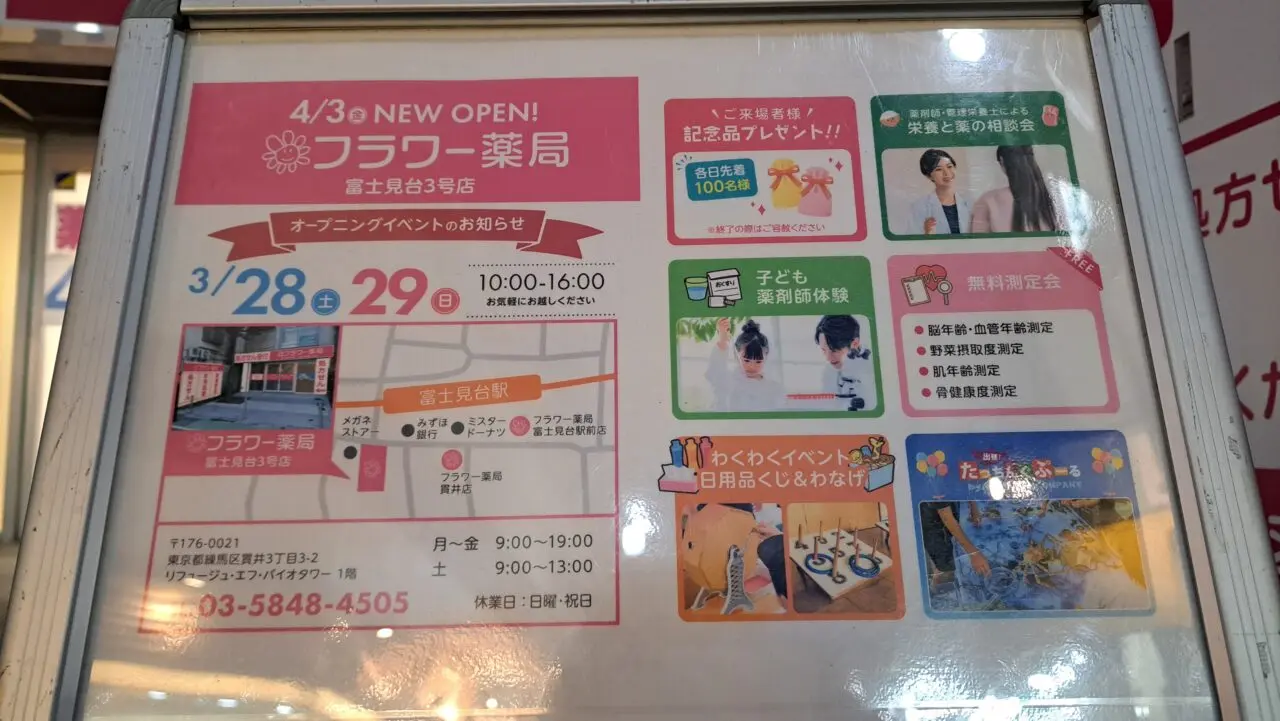 4/3金 NEW OPEN!
フラワー薬局
富士見台3号店
オープニングイベントのお知らせ
3/28土 29日
10:00-16:00
お気軽にお越しください
富士見台駅
メガネ
ストアー
みずほ
銀行
ミスター
ドーナツ
フラワー薬局
富士見台駅前店
フラワー薬局
貫井店
フラワー薬局
富士見台3号店
〒176-0021
東京都練馬区貫井3丁目3-2
リフュージュ・エフ・バイオタワー 1階
03-5848-4505
月〜金 9:00〜19:00
土 9:00〜13:00
休業日:日曜・祝日
ご来場者様
記念品プレゼント!!
各日先着
100名様
※終了の際はご容赦ください
薬剤師・管理栄養士による
栄養と薬の相談会
おくすり
子ども
薬剤師体験
FREE
無料測定会
脳年齢・血管年齢測定
野菜摂取度測定
肌年齢測定
骨健康度測定
わくわくイベント
日用品くじ&わなげ
出張!
たっちんぐぷーる
処方せ